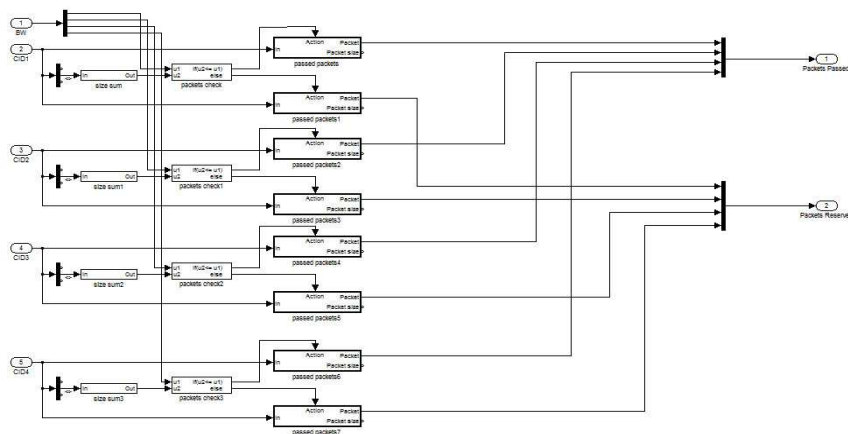 1
BW
2
CID1
In Out
size sum
u1 if(u2<= u1)
u2 else
packets check
Action
In Packet
Packet size
passed packets
Action
In Packet
Packet size
passed packets1
1
Packets Passed
3
CID2
In Out
size sum1
u1 if(u2<= u1)
u2 else
packets check1
Action
In Packet
Packet size
passed packets2
Action
In Packet
Packet size
passed packets3
2
Packets Reserve
4
CID3
In Out
size sum2
u1 if(u2<= u1)
u2 else
packets check2
Action
In Packet
Packet size
passed packets4
Action
In Packet
Packet size
passed packets5
5
CID4
In Out
size sum3
u1 if(u2<= u1)
u2 else
packets check3
Action
In Packet
Packet size
passed packets6
Action
In Packet
Packet size
passed packets7